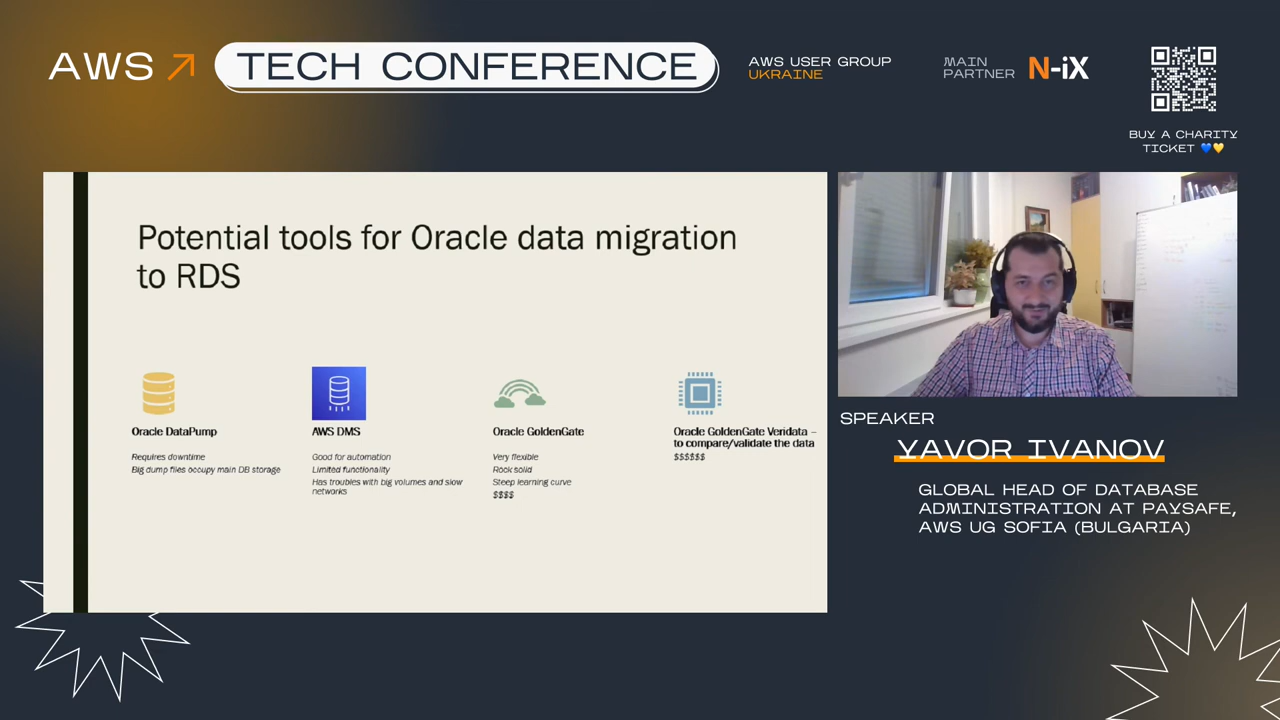 AWS
TECH CONFERENCE
AWS USER GROUP
UKRAINE
MAIN
PARTNER
N-iX
BUY A CHARITY
TICKET 💙💛
Potential tools for Oracle data migration
to RDS
Oracle DataPump
Requires downtime
Big dump files occupy main DB storage
AWS DMS
Good for automation
Limited functionality
Has troubles with big volumes and slow
networks
Oracle GoldenGate
Very flexible
Rock solid
Steep learning curve
$$$$
Oracle GoldenGate Veridata –
to compare/validate the data
$$$$$$
SPEAKER
YAVOR IVANOV
GLOBAL HEAD OF DATABASE
ADMINISTRATION AT PAYSAFE,
AWS UG SOFIA (BULGARIA)